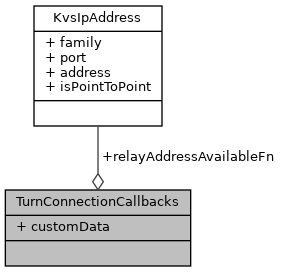 KvsIpAddress
+ family
+ port
+ address
+ isPointToPoint
+relayAddressAvailableFn
TurnConnectionCallbacks
+ customData